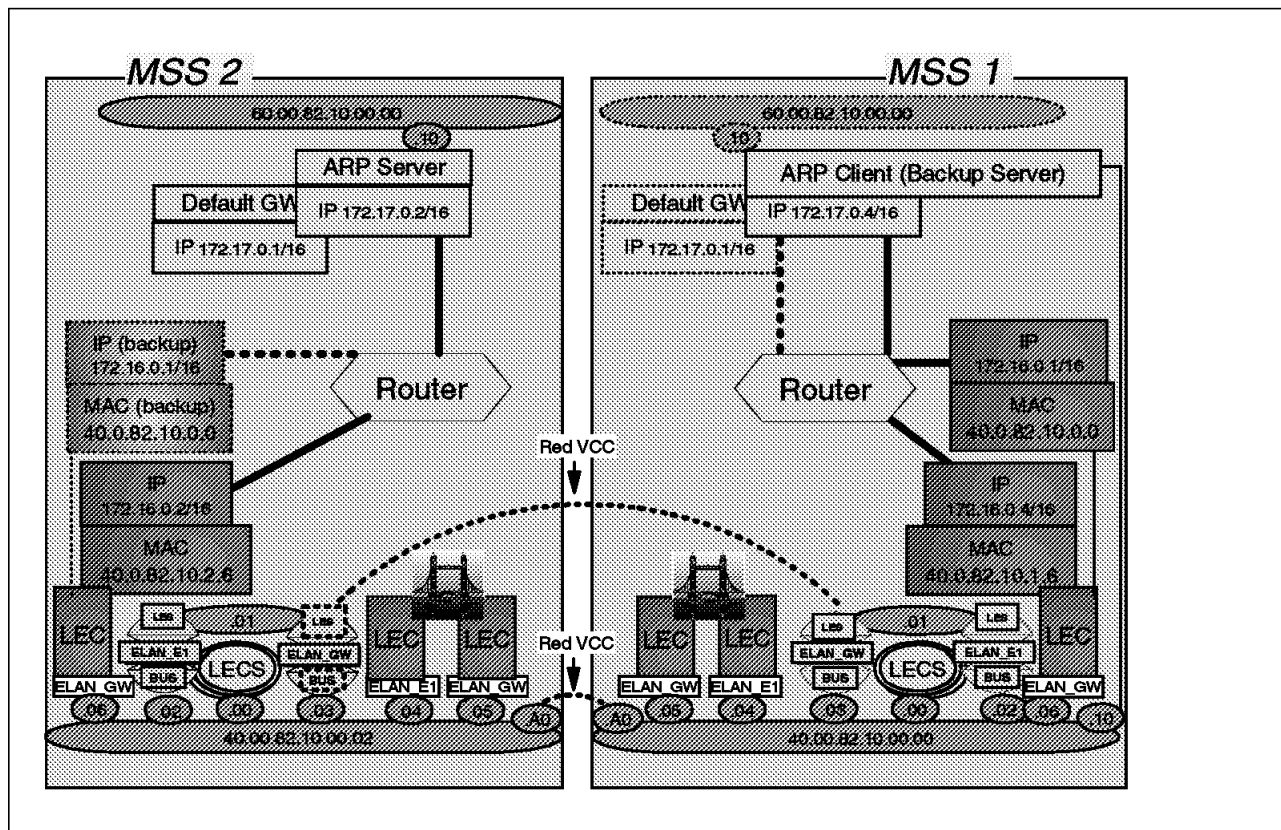 MSS 2
60.00.82.10.00.00
.10
ARP Server
Default GW
IP 172.17.0.2/16
IP 172.17.0.1/16
IP (backup)
172.16.0.1/16
MAC (backup)
40.0.82.10.0.0
Router
IP
172.16.0.2/16
MAC
40.0.82.10.2.6
LEC
LES
.01
LES
ELAN_E1
LECS
ELAN_GW
BUS
BUS
LEC
LEC
ELAN_GW
ELAN_E1
ELAN_GW
.06
.02
.00
.03
.04
.05
.A0
40.00.82.10.00.02
Red VCC
Red VCC
MSS 1
60.00.82.10.00.00
.10
ARP Client (Backup Server)
Default GW
IP 172.17.0.4/16
IP 172.17.0.1/16
Router
IP
172.16.0.1/16
MAC
40.0.82.10.0.0
IP
172.16.0.4/16
MAC
40.0.82.10.1.6
LEC
LEC
LES
.01
LES
ELAN_GW
LECS
ELAN_E1
BUS
BUS
LEC
ELAN_GW
ELAN_E1
ELAN_GW
.A0
.05
.04
.03
.00
.02
.06
.10
40.00.82.10.00.00